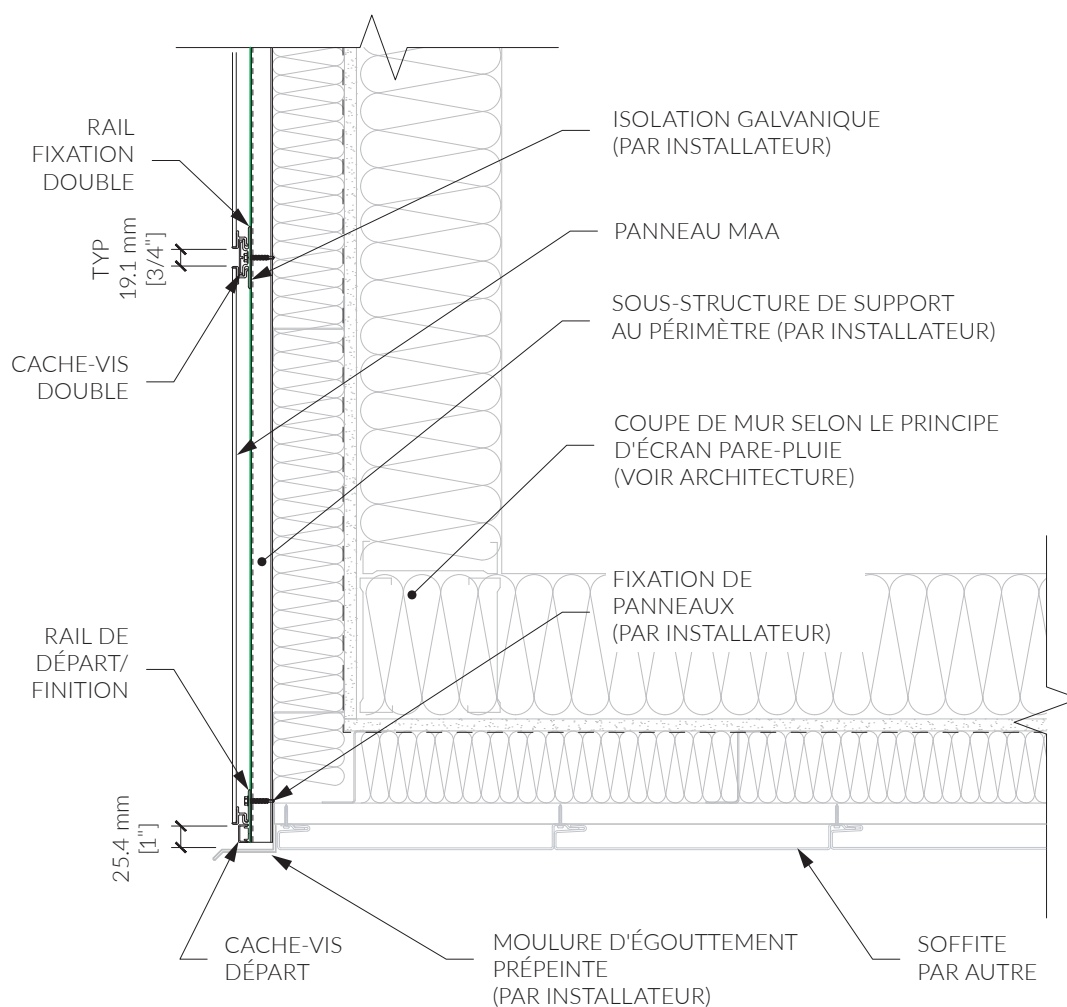 RAIL
FIXATION
DOUBLE
TYP
19.1 mm
[3/4"]
CACHE-VIS
DOUBLE
RAIL DE
DÉPART/
FINITION
25.4 mm
[1"]
ISOLATION GALVANIQUE
(PAR INSTALLATEUR)
PANNEAU MAA
SOUS-STRUCTURE DE SUPPORT
AU PÉRIMÈTRE (PAR INSTALLATEUR)
COUPE DE MUR SELON LE PRINCIPE
D'ÉCRAN PARE-PLUIE
(VOIR ARCHITECTURE)
FIXATION DE
PANNEAUX
(PAR INSTALLATEUR)
CACHE-VIS
DÉPART
MOULURE D'ÉGOUTTEMENT
PRÉPEINTE
(PAR INSTALLATEUR)
SOFFITE
PAR AUTRE